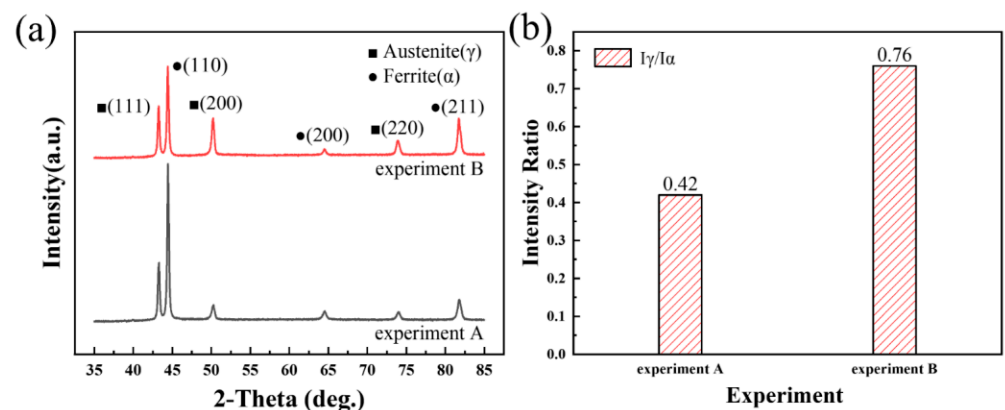 (a)
■ Austenite(γ)
● Ferrite(α)
●(110)
■(111)
■(200)
●(200)
■(220)
●(211)
experiment B
experiment A
Intensity(a.u.)
35 40 45 50 55 60 65 70 75 80 85
2-Theta (deg.)
(b)
Iγ/Iα
0.8
0.7
0.6
0.5
0.4
0.3
0.2
0.1
0.0
0.42
0.76
Intensity Ratio
experiment A experiment B
Experiment